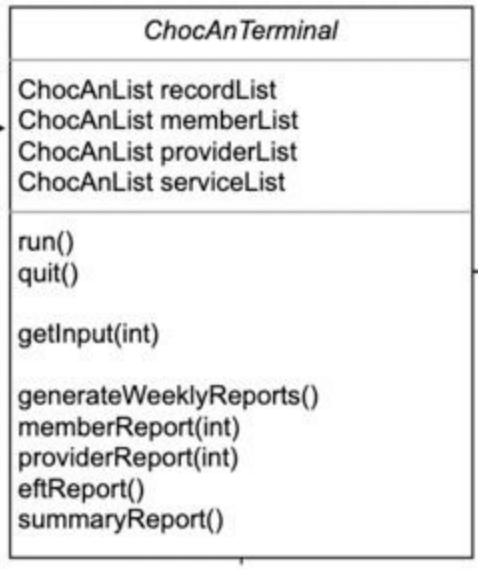 ChocAnTerminal
ChocAnList recordList
ChocAnList memberList
ChocAnList providerList
ChocAnList serviceList
run()
quit()
getInput(int)
generateWeeklyReports()
memberReport(int)
providerReport(int)
eftReport()
summaryReport()